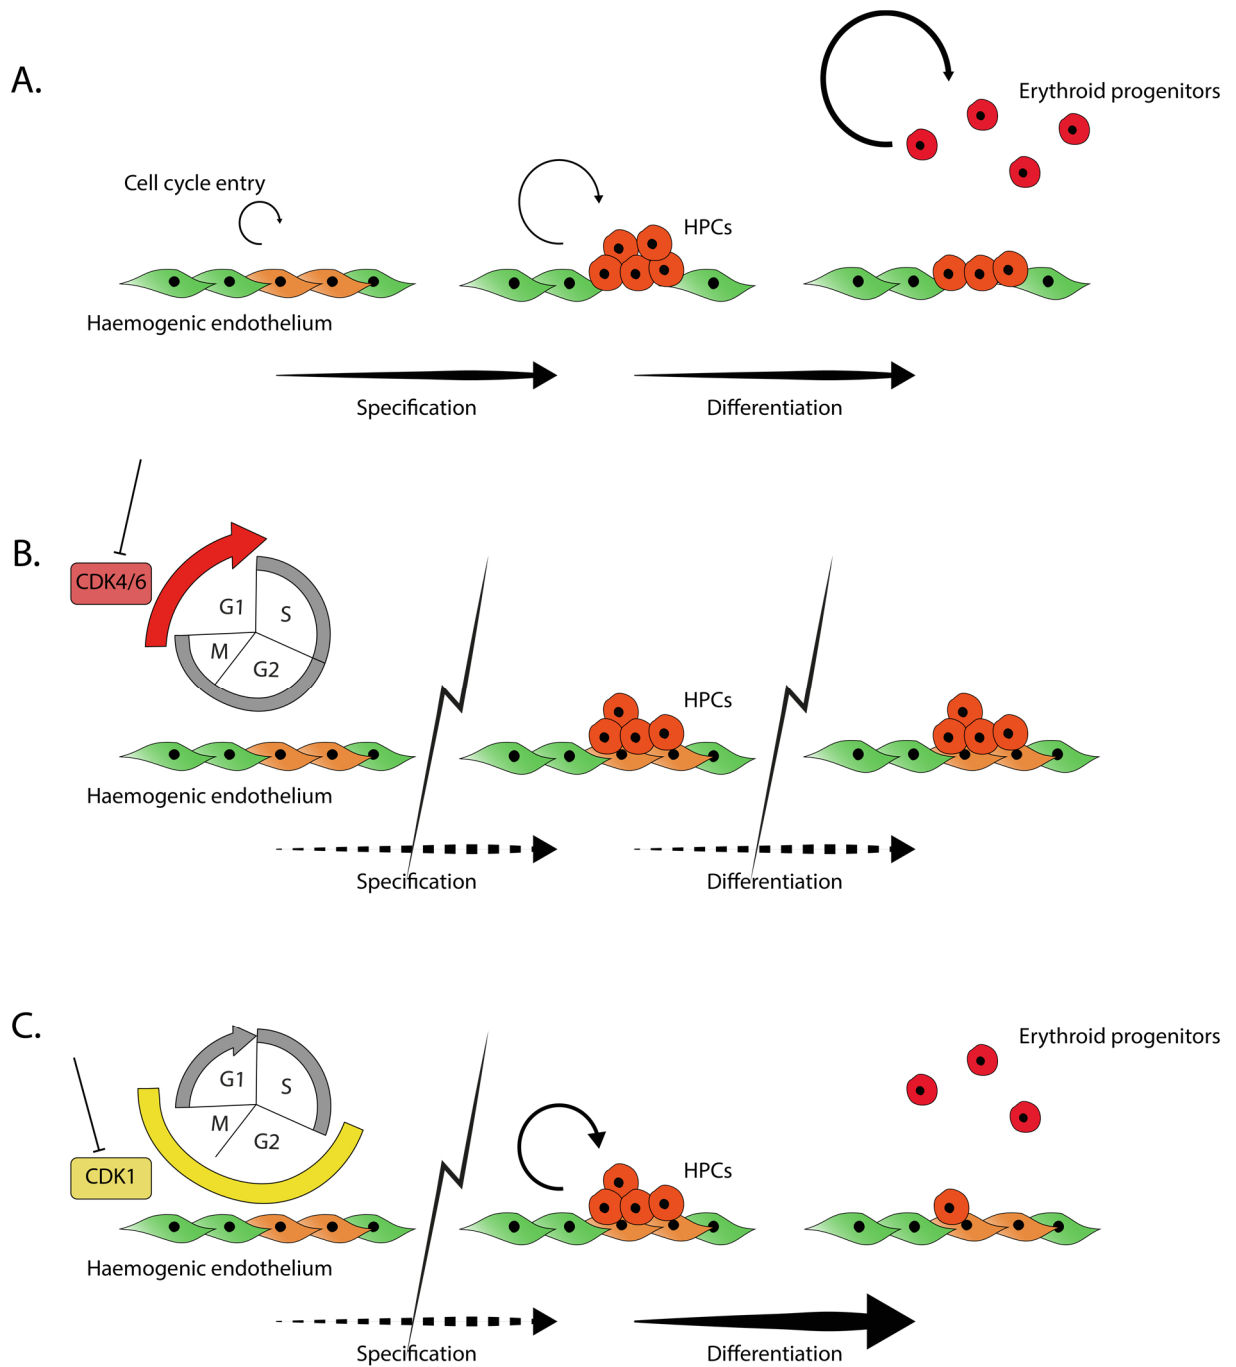 A.
Erythroid progenitors
Cell cycle entry
HPCs
Haemogenic endothelium
Specification
Differentiation
B.
CDK4/6
G1
S
M
G2
HPCs
Haemogenic endothelium
Specification
Differentiation
C.
Erythroid progenitors
G1
S
M
G2
CDK1
HPCs
Haemogenic endothelium
Specification
Differentiation